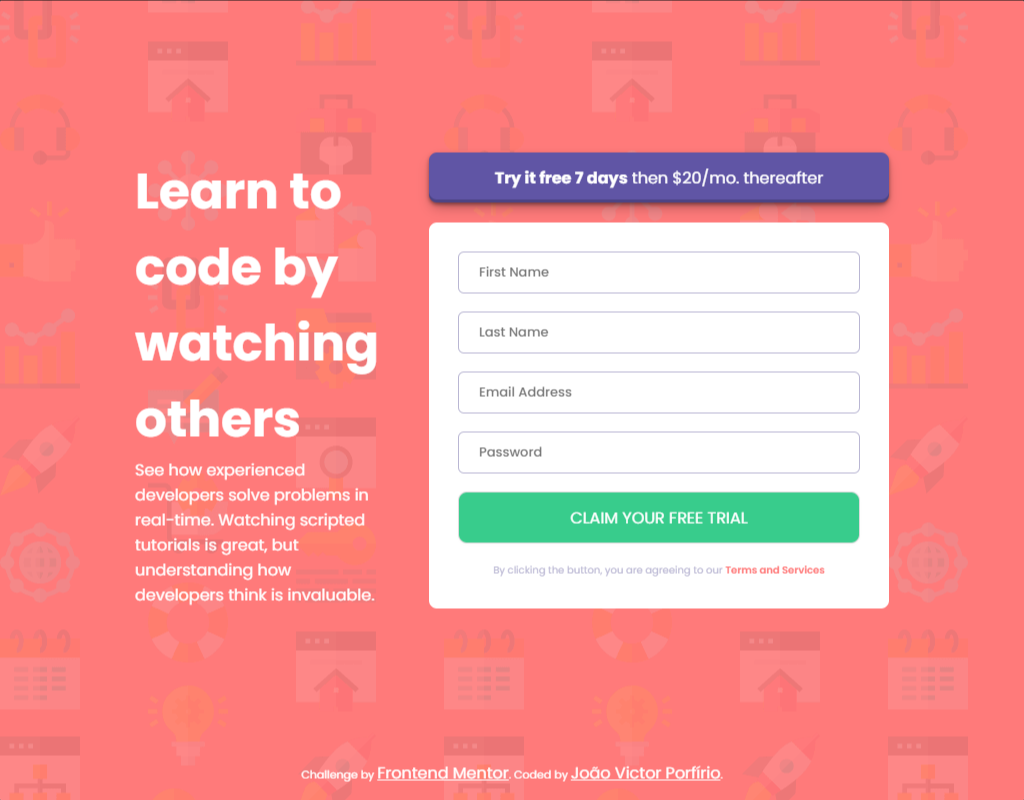 Learn to
code by
watching
others
See how experienced
developers solve problems in
real-time. Watching scripted
tutorials is great, but
understanding how
developers think is invaluable.
Try it free 7 days then $20/mo. thereafter
First Name
Last Name
Email Address
Password
CLAIM YOUR FREE TRIAL
By clicking the button, you are agreeing to our Terms and Services
Challenge by Frontend Mentor. Coded by João Victor Porfírio.